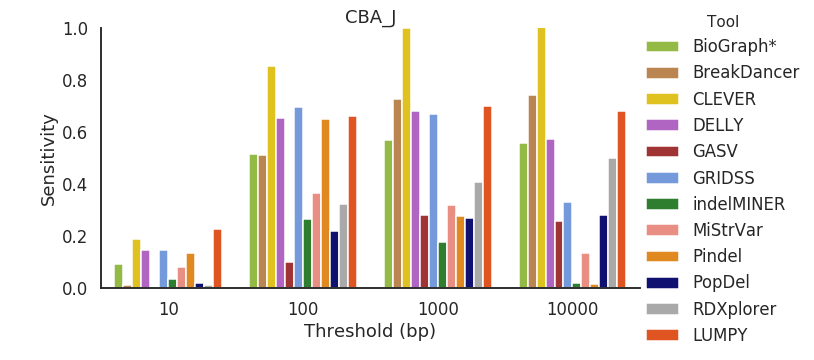 CBA_J
Sensitivity
1.0
0.8
0.6
0.4
0.2
0.0
10 100 1000 10000
Threshold (bp)
Tool
BioGraph*
BreakDancer
CLEVER
DELLY
GASV
GRIDSS
indelMINER
MiStrVar
Pindel
PopDel
RDXplorer
LUMPY